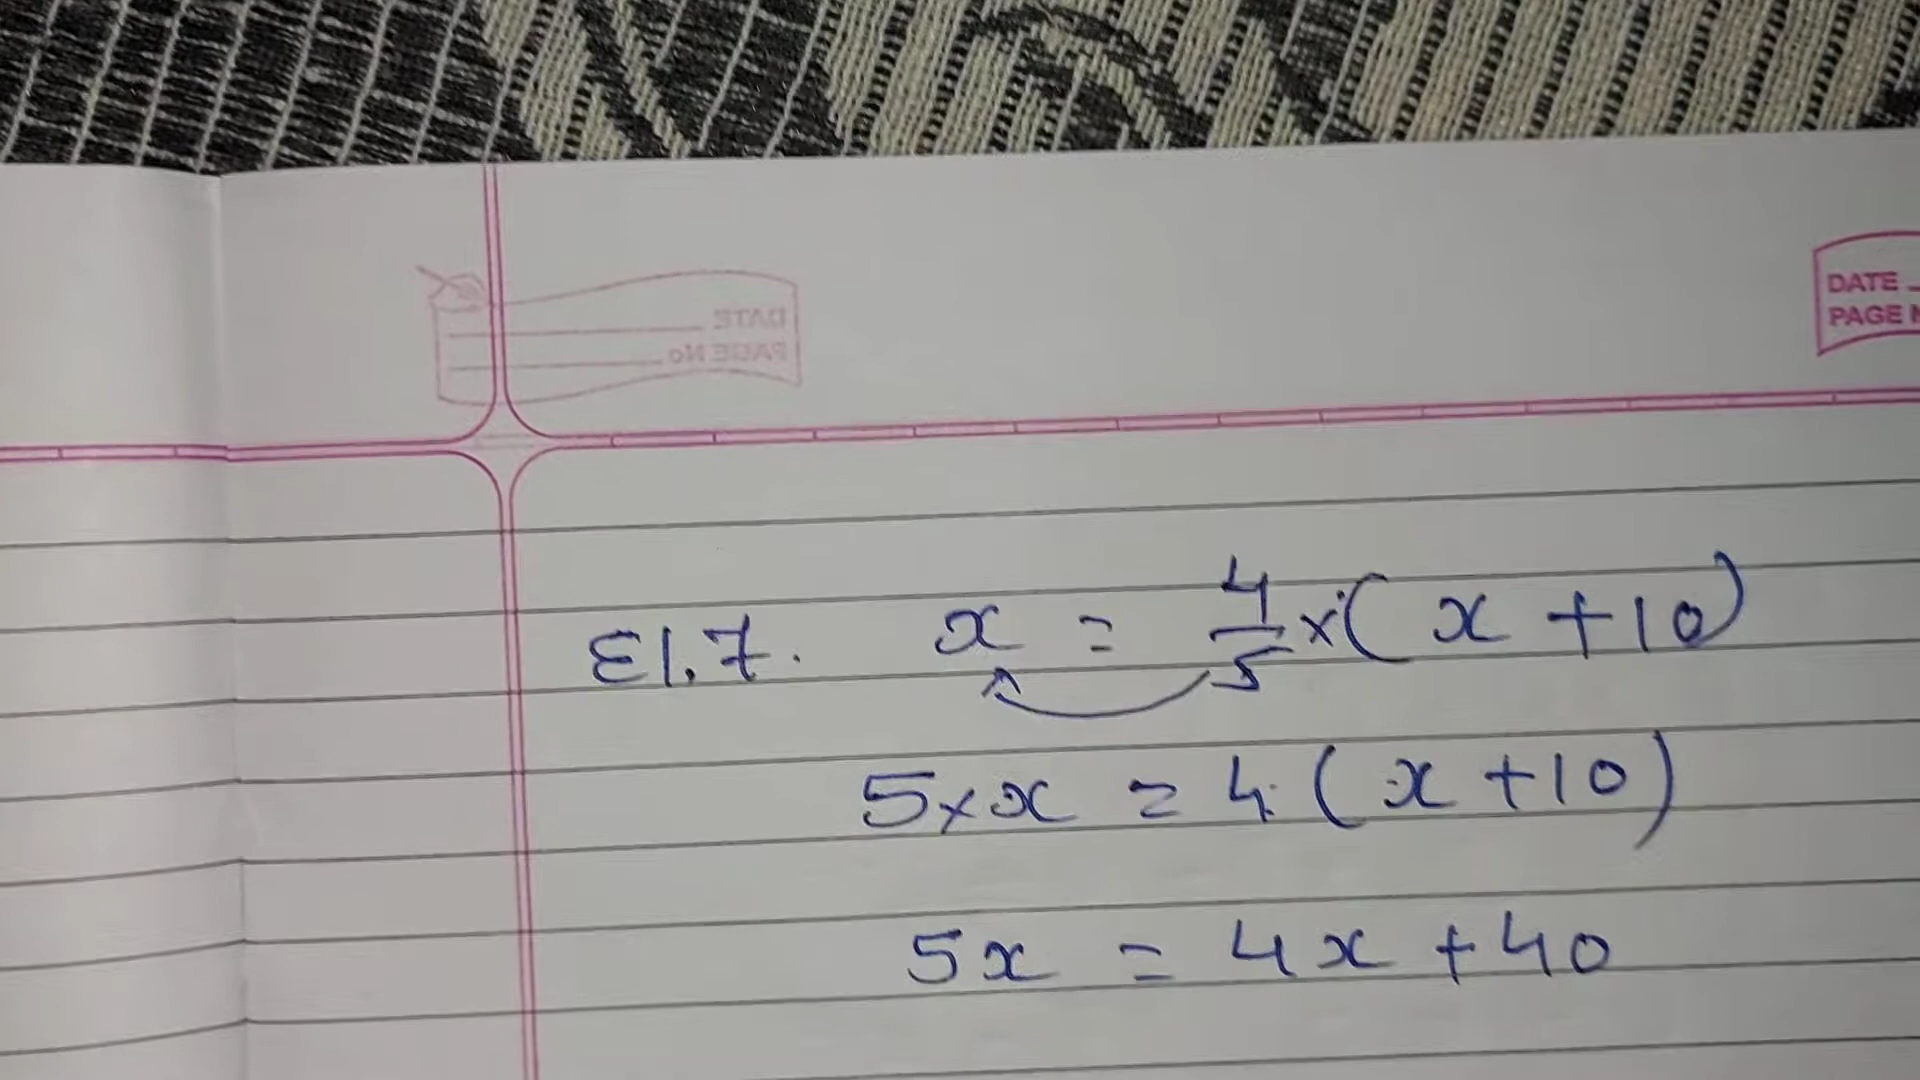 DATE
PAGE No
DATE
PAGE N
E1.7. x = 4/5 × (x + 10)
5 × x = 4 (x + 10)
5x = 4x + 40